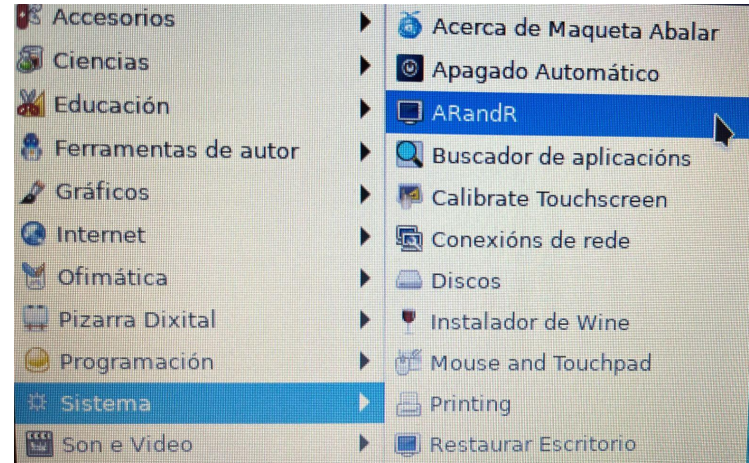 Accesorios
Ciencias
Educación
Ferramentas de autor
Gráficos
Internet
Ofimática
Pizarra Dixital
Programación
Sistema
Son e Video
Acerca de Maqueta Abalar
Apagado Automático
ARandR
Buscador de aplicacións
Calibrate Touchscreen
Conexións de rede
Discos
Instalador de Wine
Mouse and Touchpad
Printing
Restaurar Escritorio